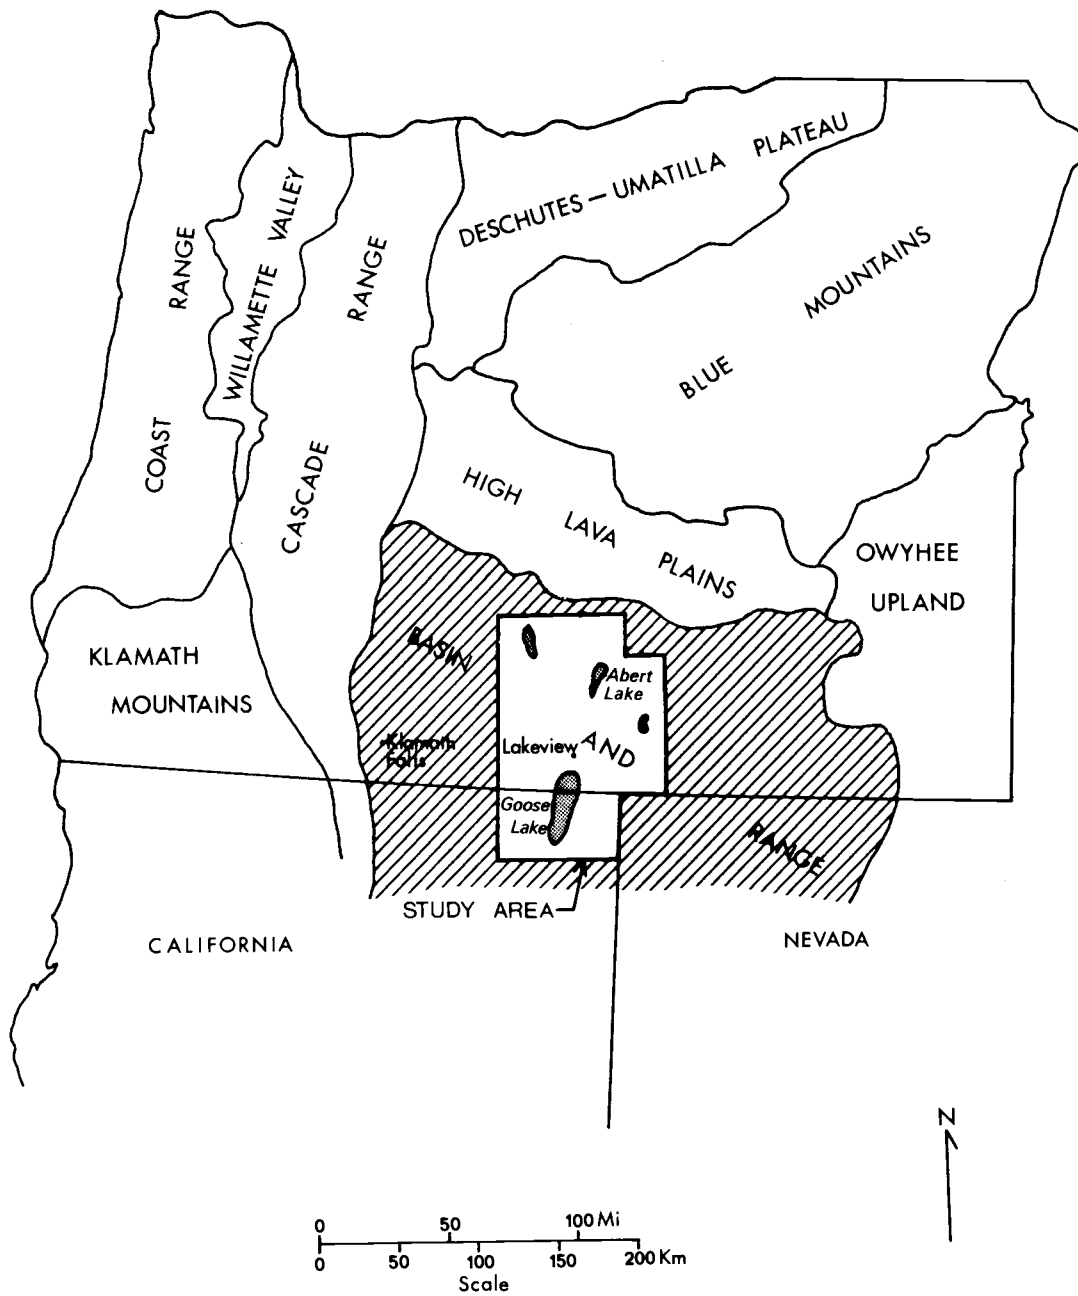 DESCHUTES – UMATILLA PLATEAU
COAST RANGE
WILLAMETTE VALLEY
CASCADE RANGE
BLUE MOUNTAINS
HIGH LAVA PLAINS
OWYHEE
UPLAND
KLAMATH
MOUNTAINS
BASIN AND RANGE
Abert
Lake
Klamath
Falls
Lakeview
Goose
Lake
STUDY AREA
CALIFORNIA
NEVADA
N
0 50 100 Mi
0 50 100 150 200 Km
Scale